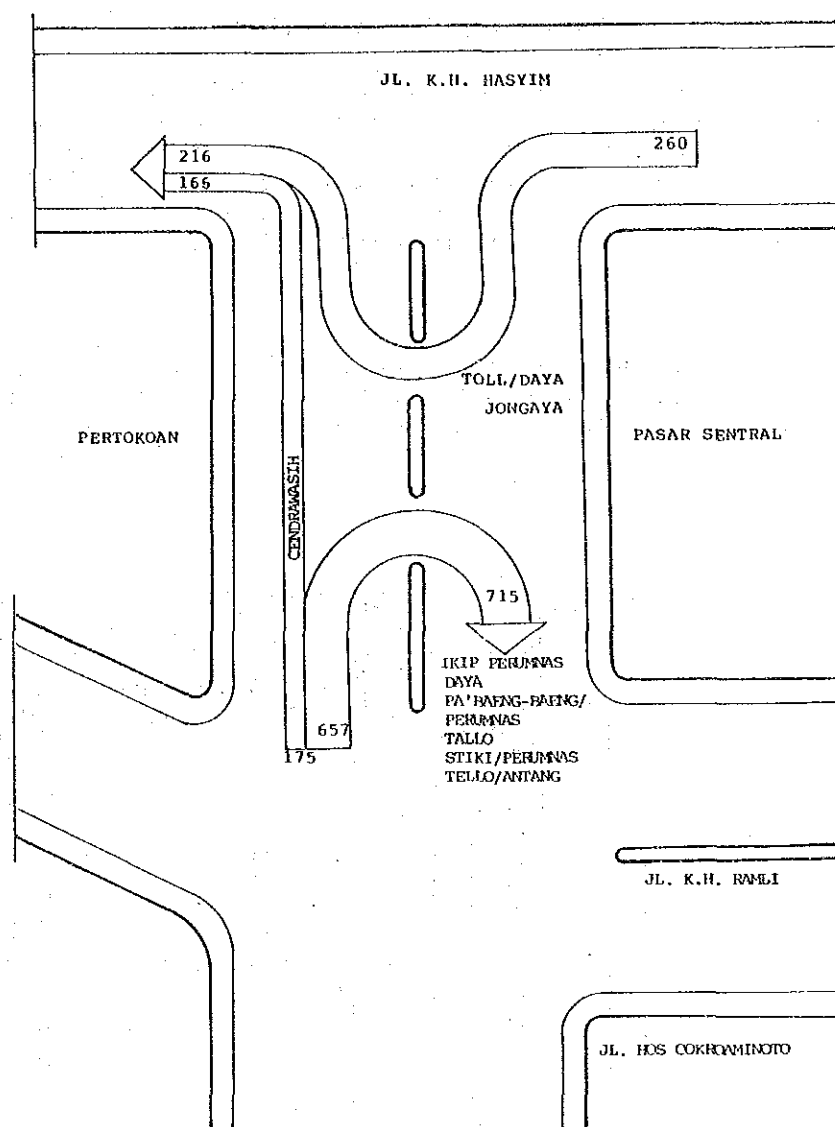 JL. K.H. HASYIM
216
260
166
TOLL/DAYA
JONGAYA
PERTOKOAN
PASAR SENTRAL
CENDRAWASIH
715
IKIP PERUMNAS
DAYA
PA'BAENG-BAENG/
PERUMNAS
TALLO
STIKI/PERUMNAS
TELLO/ANTANG
657
175
JL. K.H. RAMLI
JL. HOS COKROAMINOTO